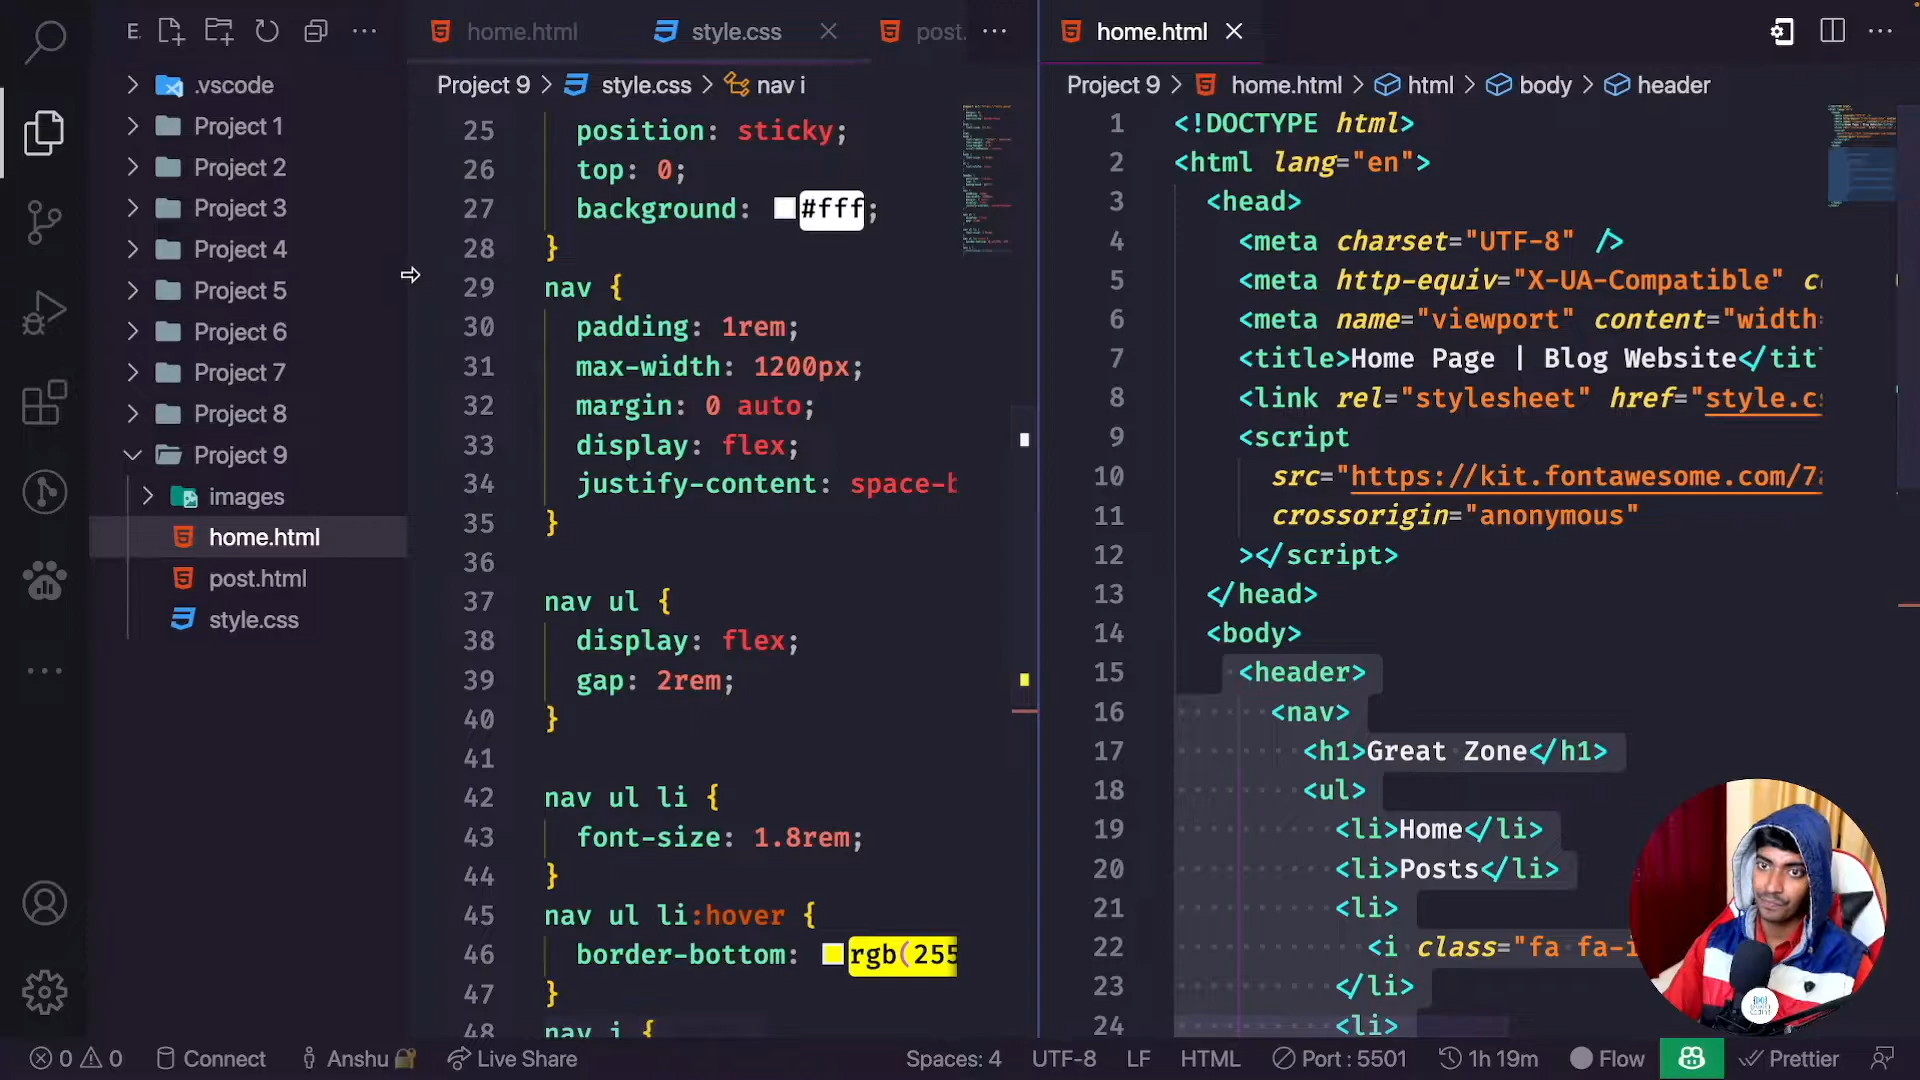 E
home.html
style.css
post.
home.html
.vscode
Project 1
Project 2
Project 3
Project 4
Project 5
Project 6
Project 7
Project 8
Project 9
images
home.html
post.html
style.css
Project 9 > style.css > nav i
25 position: sticky;
26 top: 0;
27 background: #fff;
28 }
29 nav {
30 padding: 1rem;
31 max-width: 1200px;
32 margin: 0 auto;
33 display: flex;
34 justify-content: space-b
35 }
36
37 nav ul {
38 display: flex;
39 gap: 2rem;
40 }
41
42 nav ul li {
43 font-size: 1.8rem;
44 }
45 nav ul li:hover {
46 border-bottom: rgb(255
47 }
48 nav i {
Project 9 > home.html > html > body > header
1 <!DOCTYPE html>
2 <html lang="en">
3 <head>
4 <meta charset="UTF-8" />
5 <meta http-equiv="X-UA-Compatible" c
6 <meta name="viewport" content="width
7 <title>Home Page | Blog Website</tit
8 <link rel="stylesheet" href="style.c
9 <script
10 src="https://kit.fontawesome.com/7
11 crossorigin="anonymous"
12 ></script>
13 </head>
14 <body>
15 <header>
16 <nav>
17 <h1>Great Zone</h1>
18 <ul>
19 <li>Home</li>
20 <li>Posts</li>
21 <li>
22 <i class="fa fa-i
23 </li>
24 <li>
0 0 Connect Anshu Live Share Spaces: 4 UTF-8 LF HTML Port : 5501 1h 19m Flow Prettier